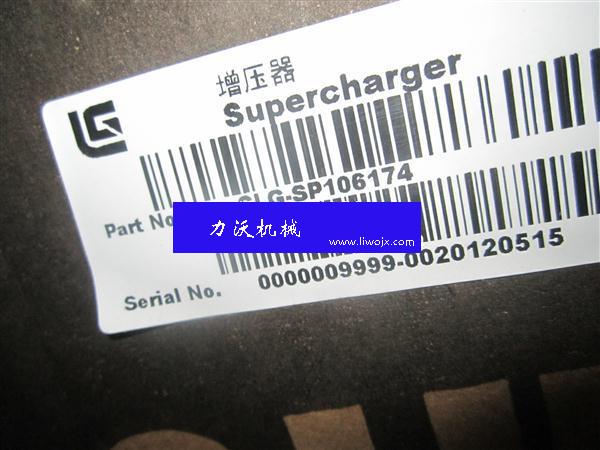 增压器
Supercharger
Part No CLG-SP106174
力沃机械
www.liwojx.com
Serial No. 0000009999-0020120515